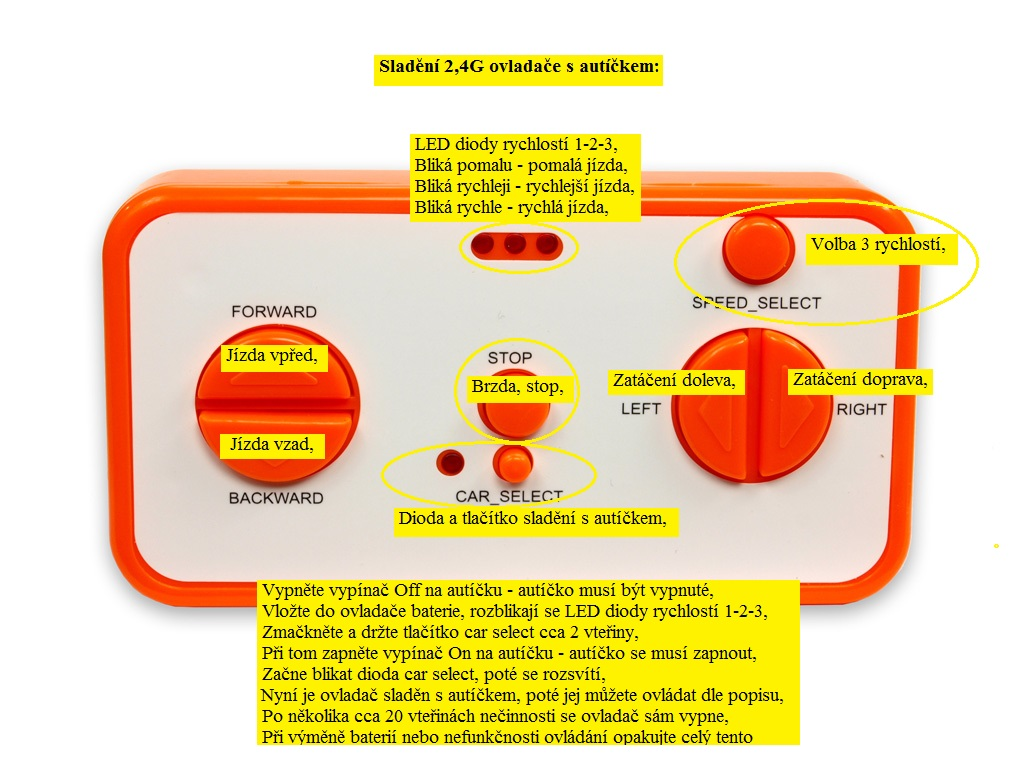 Sladění 2,4G ovladače s autíčkem:
LED diody rychlostí 1-2-3,
Bliká pomalu - pomalá jízda,
Bliká rychleji - rychlejší jízda,
Bliká rychle - rychlá jízda,
Volba 3 rychlostí,
SPEED_SELECT
FORWARD
Jízda vpřed,
STOP
Brzda, stop,
Zatáčení doleva,
Zatáčení doprava,
LEFT
RIGHT
Jízda vzad,
BACKWARD
CAR_SELECT
Dioda a tlačítko sladění s autíčkem,
Vypněte vypínač Off na autíčku - autíčko musí být vypnuté,
Vložte do ovladače baterie, rozblikají se LED diody rychlostí 1-2-3,
Zmačkněte a držte tlačítko car select cca 2 vteřiny,
Při tom zapněte vypínač On na autíčku - autíčko se musí zapnout,
Začne blikat dioda car select, poté se rozsvítí,
Nyní je ovladač sladěn s autíčkem, poté jej můžete ovládat dle popisu,
Po několika cca 20 vteřinách nečinnosti se ovladač sám vypne,
Při výměně baterií nebo nefunkčnosti ovládání opakujte celý tento